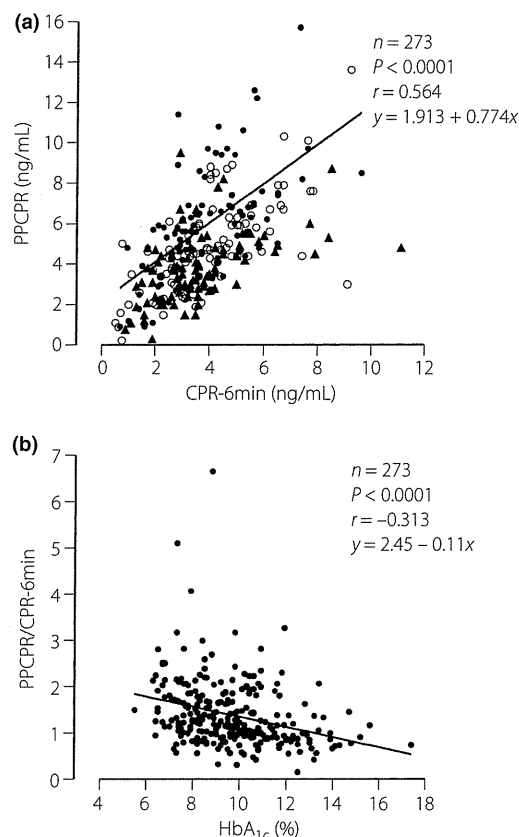 (a)
16
14
12
10
8
6
4
2
0
PPCPR (ng/mL)
n = 273
P < 0.0001
r = 0.564
y = 1.913 + 0.774x
0 2 4 6 8 10 12
CPR-6min (ng/mL)
(b)
7
6
5
4
3
2
1
0
PPCPR/CPR-6min
n = 273
P < 0.0001
r = –0.313
y = 2.45 – 0.11x
4 6 8 10 12 14 16 18
HbA1c (%)